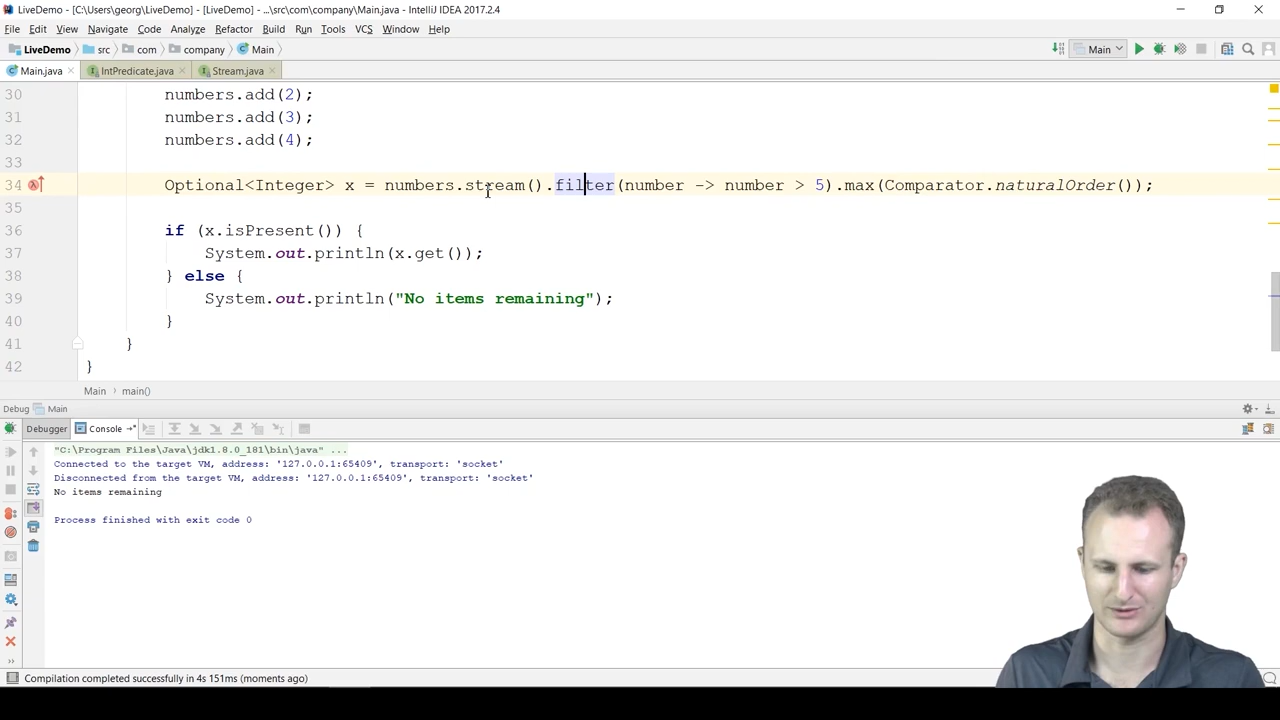 LiveDemo - [C:\Users\georg\LiveDemo] - [LiveDemo] - ...\src\com\company\Main.java - IntelliJ IDEA 2017.2.4
File Edit View Navigate Code Analyze Refactor Build Run Tools VCS Window Help
LiveDemo src com company Main Main
Main.java IntPredicate.java Stream.java
30 numbers.add(2);
31 numbers.add(3);
32 numbers.add(4);
33
34 Optional<Integer> x = numbers.stream().filter(number -> number > 5).max(Comparator.naturalOrder());
35
36 if (x.isPresent()) {
37 System.out.println(x.get());
38 } else {
39 System.out.println("No items remaining");
40 }
41 }
42 }
Main › main()
Debug Main
Debugger Console
"C:\Program Files\Java\jdk1.8.0_181\bin\java" ...
Connected to the target VM, address: '127.0.0.1:65409', transport: 'socket'
Disconnected from the target VM, address: '127.0.0.1:65409', transport: 'socket'
No items remaining
Process finished with exit code 0
Compilation completed successfully in 4s 151ms (moments ago)